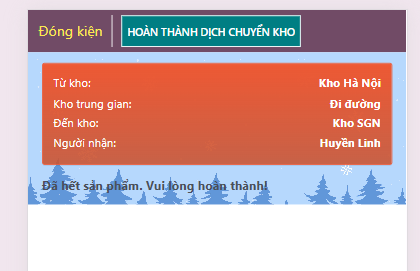 Đóng kiện
HOÀN THÀNH DỊCH CHUYỂN KHO
Từ kho: Kho Hà Nội
Kho trung gian: Đi đường
Đến kho: Kho SGN
Người nhận: Huyền Linh
Đã hết sản phẩm. Vui lòng hoàn thành!